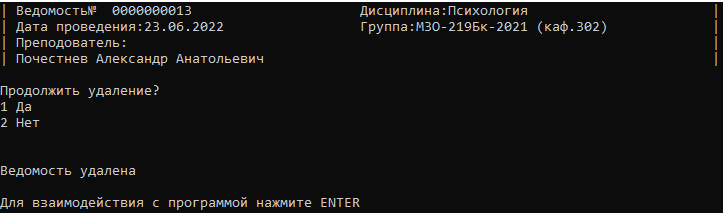 | Ведомость№ 0000000013 Дисциплина:Психология |
| Дата проведения:23.06.2022 Группа:МЗО-219Бк-2021 (каф.302) |
| Преподователь: |
| Почестнев Александр Анатольевич |
Продолжить удаление?
1 Да
2 Нет
Ведомость удалена
Для взаимодействия с программой нажмите ENTER